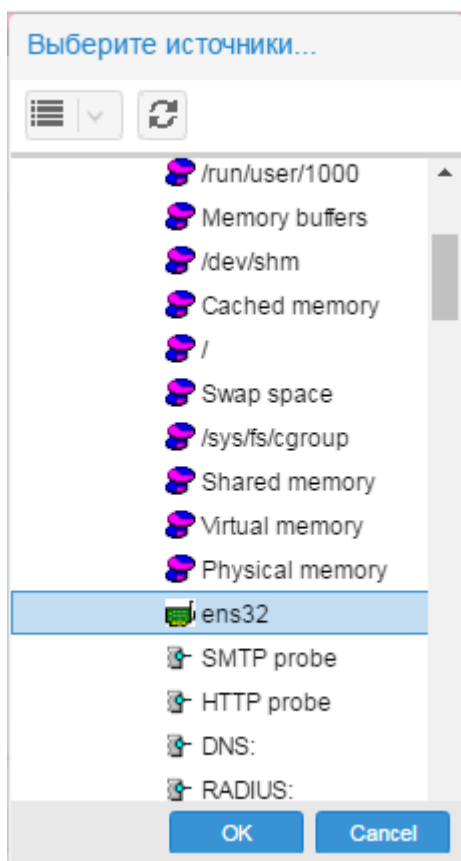 Выберите источники...
/run/user/1000
Memory buffers
/dev/shm
Cached memory
/
Swap space
/sys/fs/cgroup
Shared memory
Virtual memory
Physical memory
ens32
SMTP probe
HTTP probe
DNS:
RADIUS:
OK Cancel